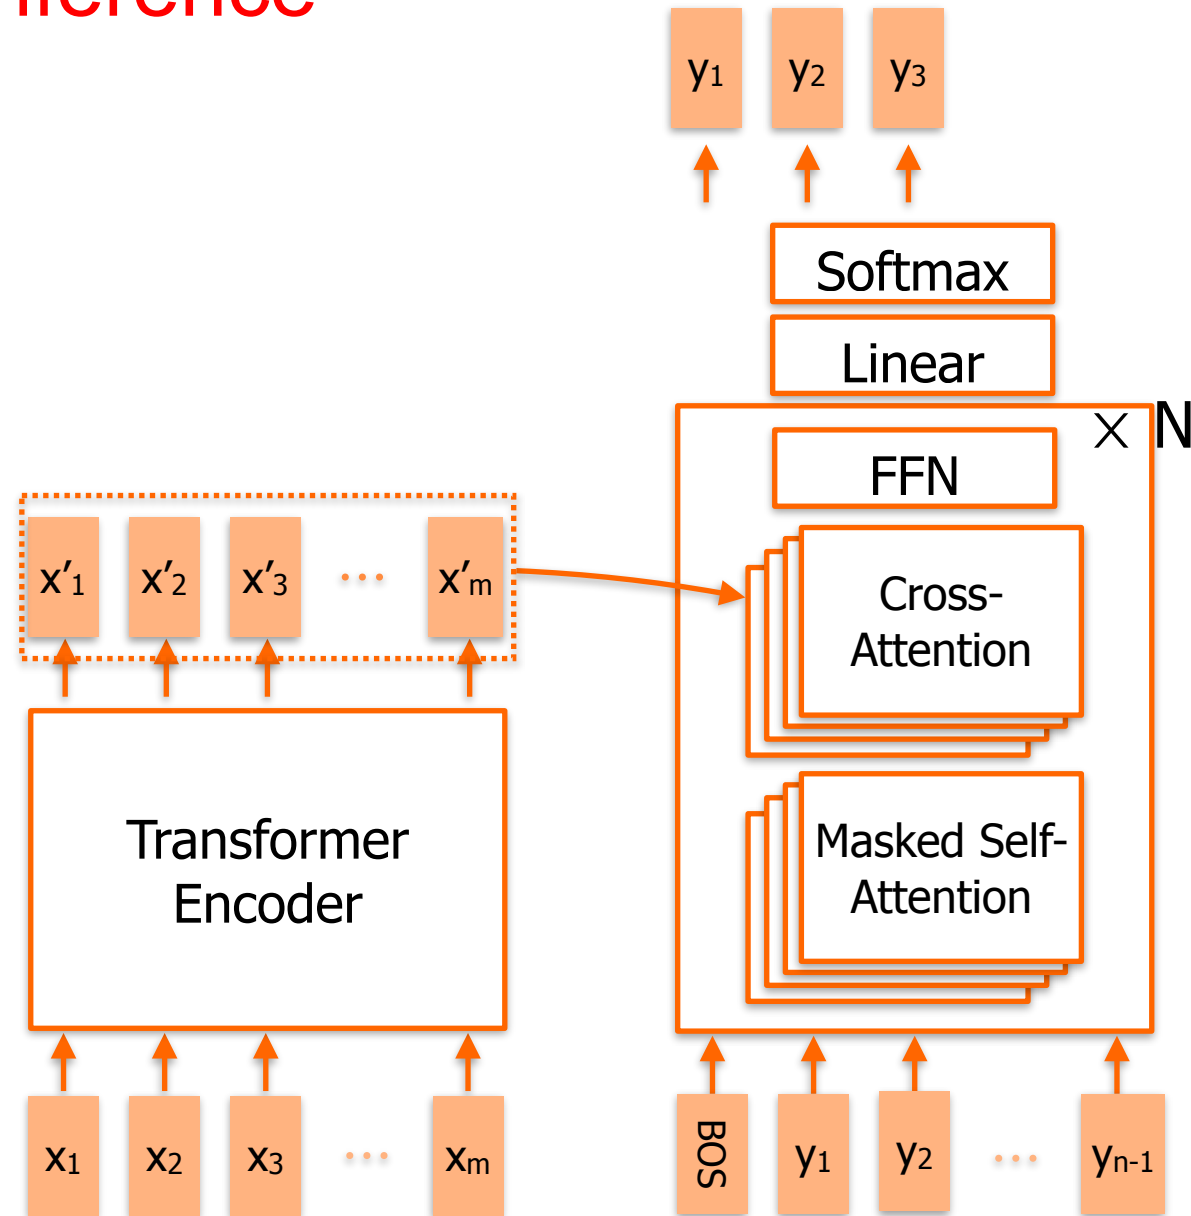 y1 y2 y3
Softmax
Linear
× N
FFN
x′1 x′2 x′3 ... x′m
Cross-
Attention
Transformer
Encoder
Masked Self-
Attention
x1 x2 x3 ... xm
BOS y1 y2 ... yn-1